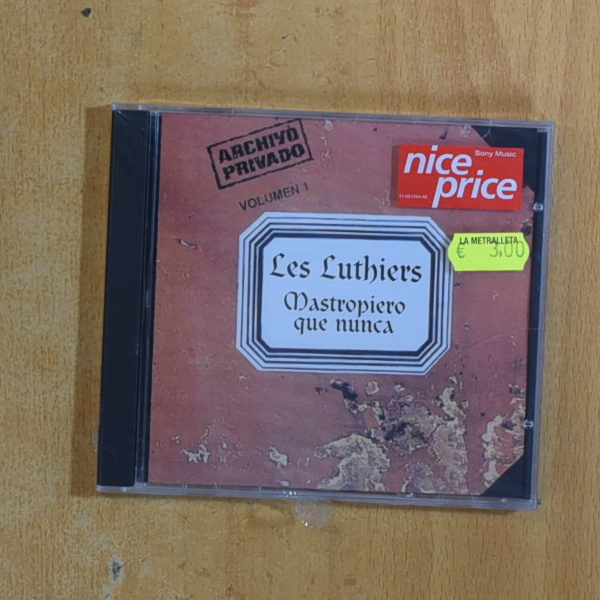 ARCHIVO
PRIVADO
VOLUMEN 1
Sony Music
nice
price
LA METRALLETA
€ 3.00
Les Luthiers
Mastropiero
que nunca